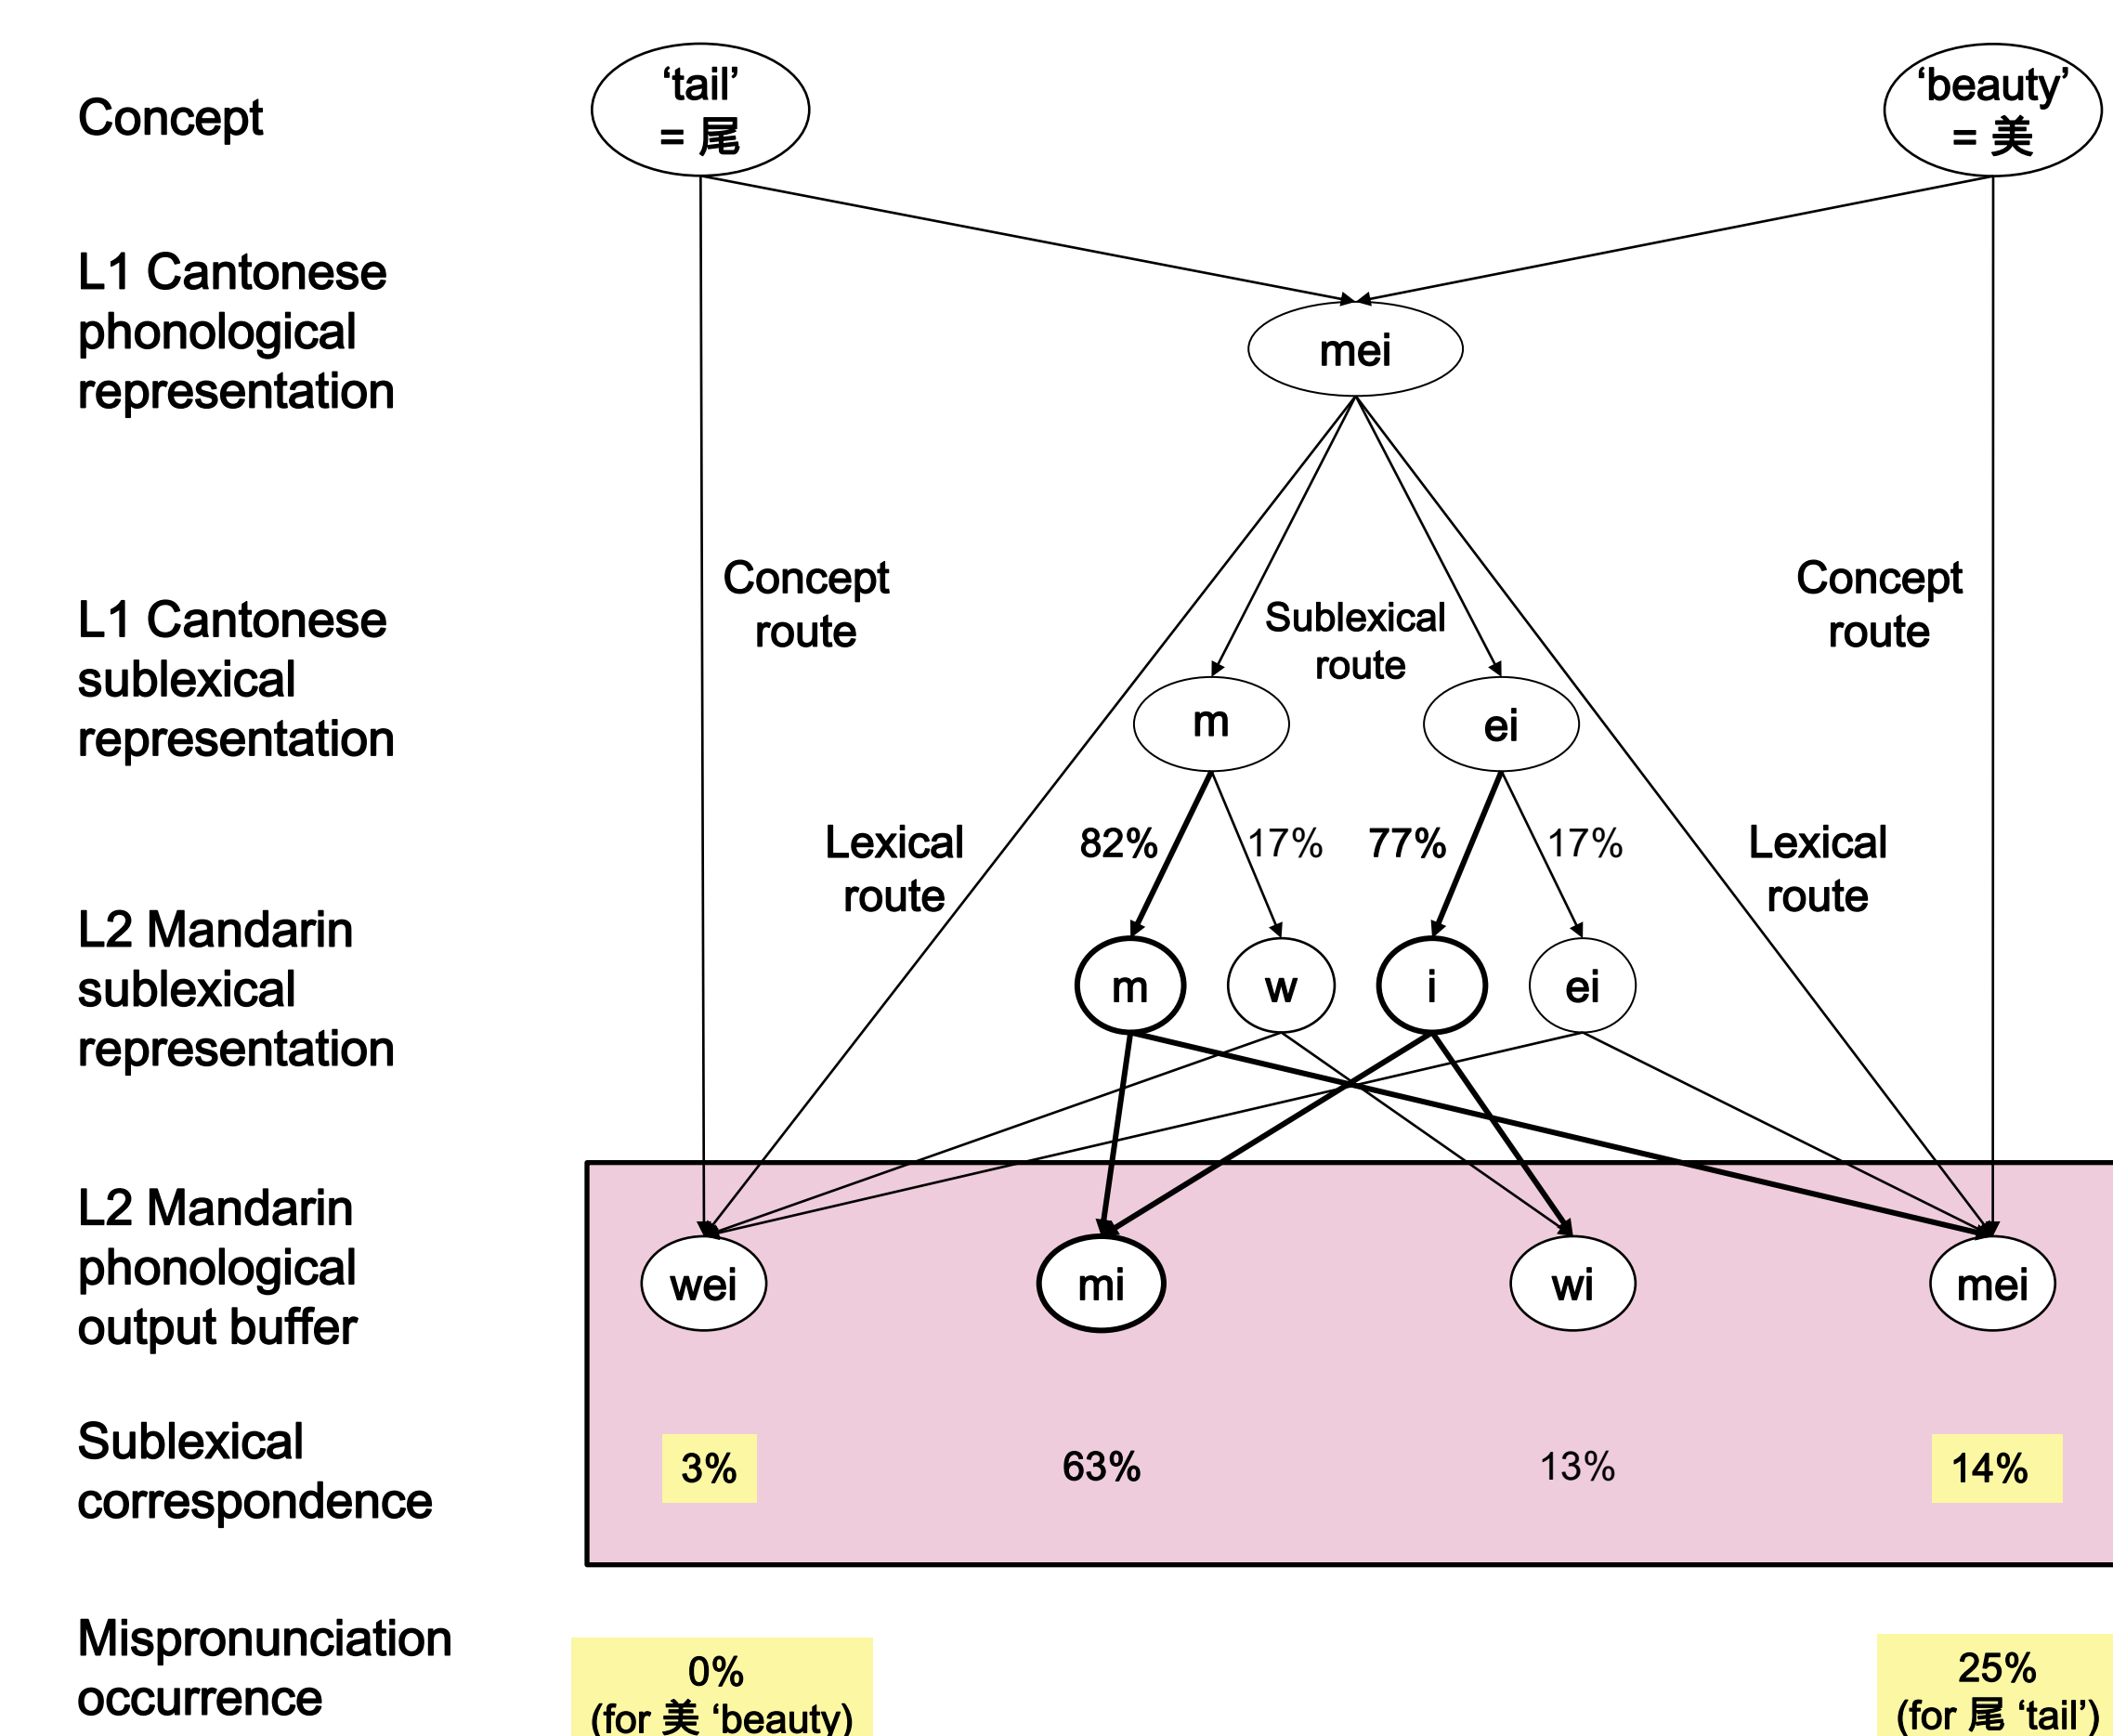 Concept
‘tail’
= 尾
‘beauty’
= 美
L1 Cantonese
phonological
representation
mei
L1 Cantonese
sublexical
representation
Concept
route
Sublexical
route
Concept
route
m
ei
Lexical
route
82%
17%
77%
17%
Lexical
route
L2 Mandarin
sublexical
representation
m
w
i
ei
L2 Mandarin
phonological
output buffer
wei
mi
wi
mei
Sublexical
correspondence
3%
63%
13%
14%
Mispronunciation
occurrence
0%
(for 美 ‘beauty)
25%
(for 尾 ‘tail’)